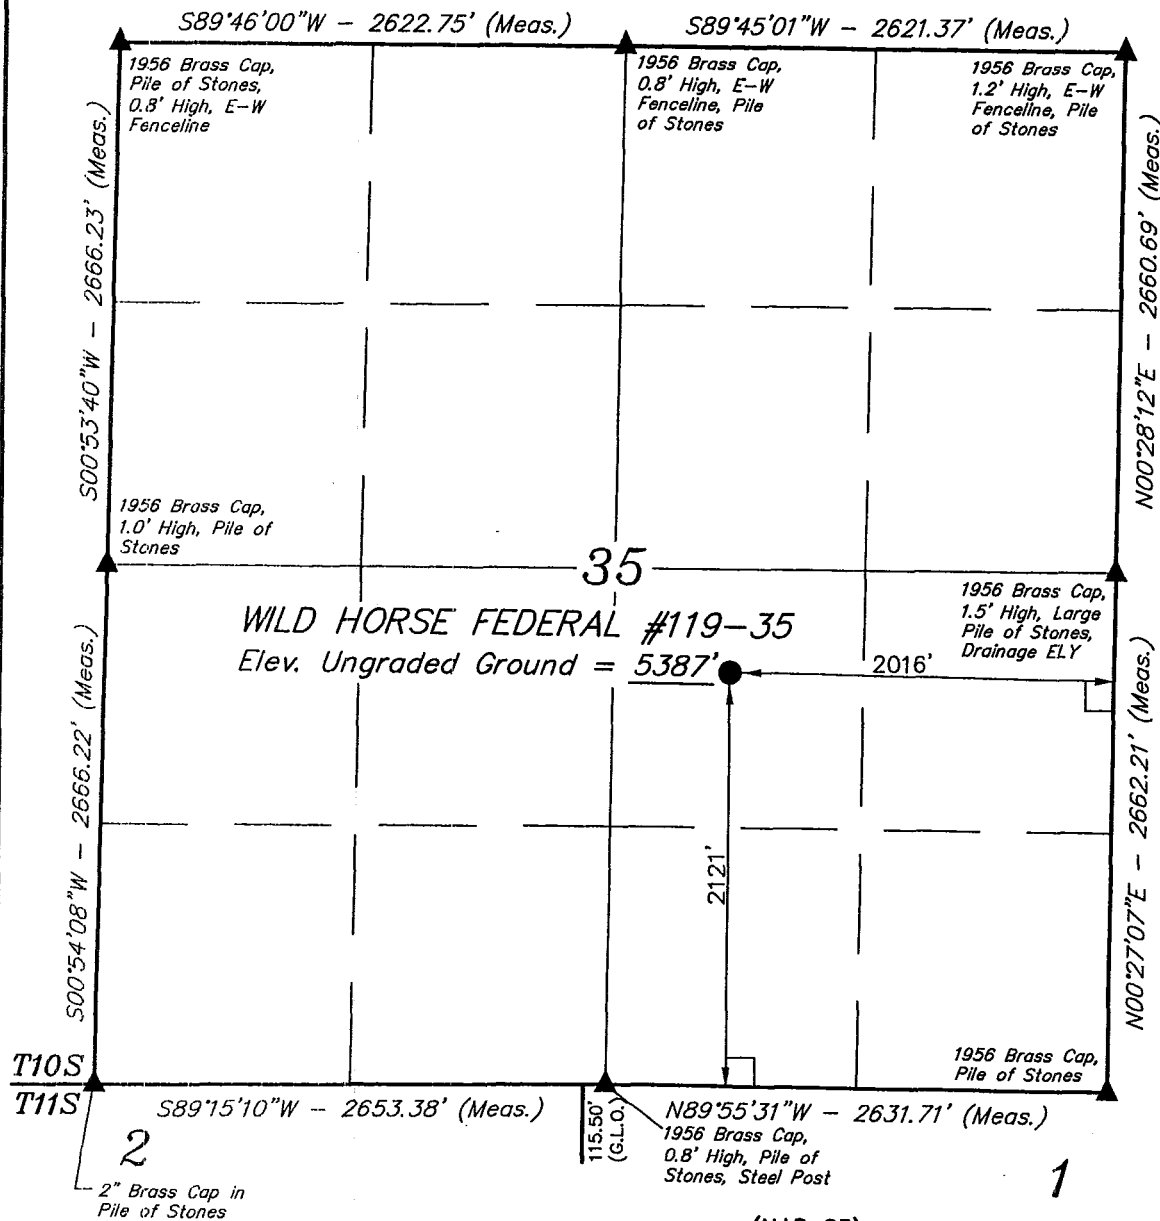 S89°46'00"W - 2622.75' (Meas.)
S89°45'01"W - 2621.37' (Meas.)
1956 Brass Cap,
Pile of Stones,
0.8' High, E-W
Fenceline
1956 Brass Cap,
0.8' High, E-W
Fenceline, Pile
of Stones
1956 Brass Cap,
1.2' High, E-W
Fenceline, Pile
of Stones
S00°53'40"W - 2666.23' (Meas.)
N00°28'12"E - 2660.69' (Meas.)
1956 Brass Cap,
1.0' High, Pile of
Stones
35
1956 Brass Cap,
1.5' High, Large
Pile of Stones,
Drainage ELY
WILD HORSE FEDERAL #119-35
Elev. Ungraded Ground = 5387'
2016'
S00°54'08"W - 2666.22' (Meas.)
2121'
N00°27'07"E - 2662.21' (Meas.)
T10S
T11S
1956 Brass Cap,
Pile of Stones
S89°15'10"W - 2653.38' (Meas.)
115.50'
(G.L.O.)
N89°55'31"W - 2631.71' (Meas.)
1956 Brass Cap,
0.8' High, Pile of
Stones, Steel Post
2
1
2" Brass Cap in
Pile of Stones